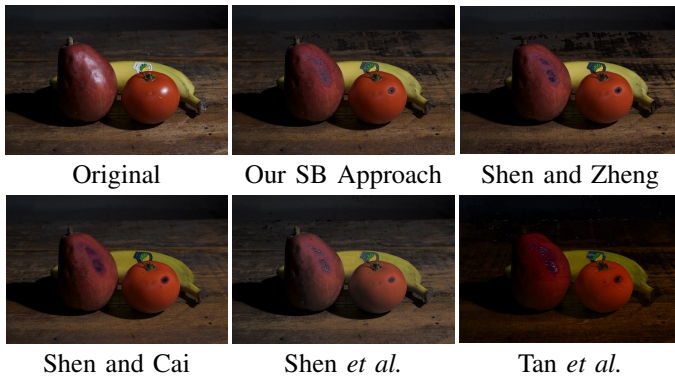 Original
Our SB Approach
Shen and Zheng
Shen and Cai
Shen et al.
Tan et al.